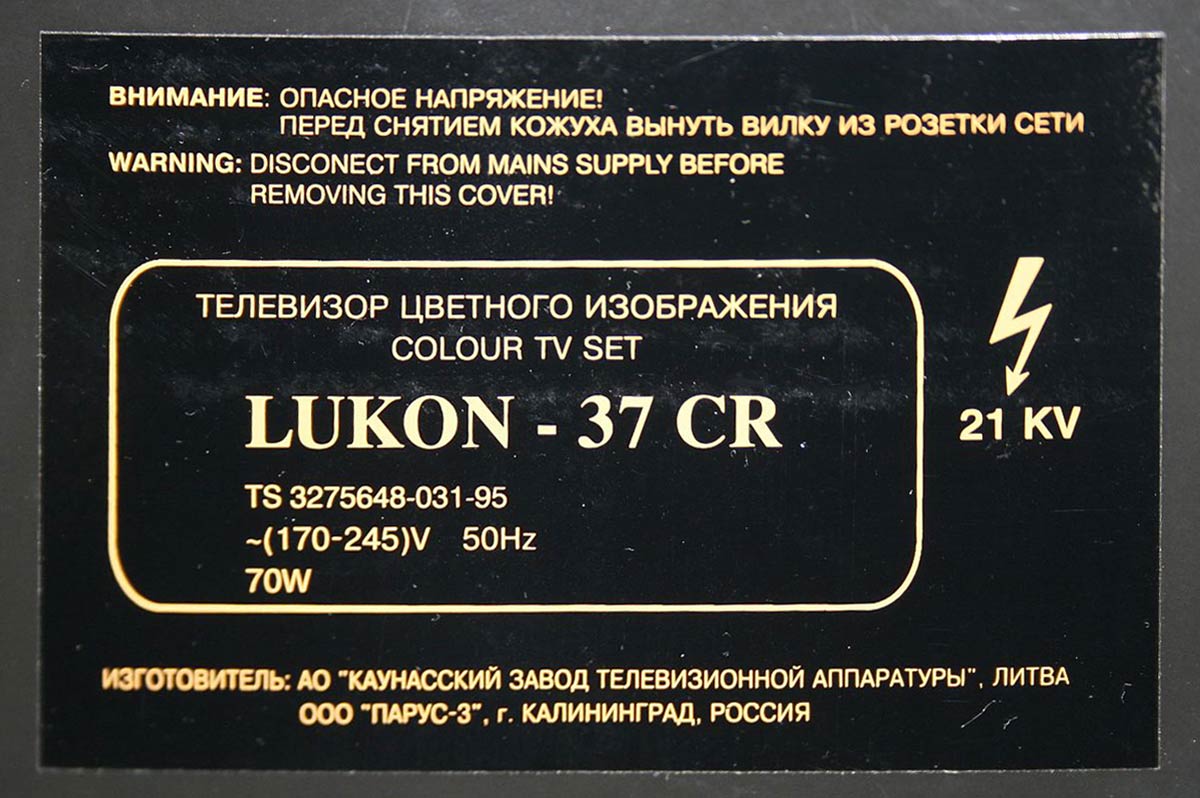 ВНИМАНИЕ: ОПАСНОЕ НАПРЯЖЕНИЕ!
ПЕРЕД СНЯТИЕМ КОЖУХА ВЫНУТЬ ВИЛКУ ИЗ РОЗЕТКИ СЕТИ
WARNING: DISCONECT FROM MAINS SUPPLY BEFORE
REMOVING THIS COVER!
ТЕЛЕВИЗОР ЦВЕТНОГО ИЗОБРАЖЕНИЯ
COLOUR TV SET
LUKON - 37 CR
21 KV
TS 3275648-031-95
~(170-245)V 50Hz
70W
ИЗГОТОВИТЕЛЬ: АО "КАУНАССКИЙ ЗАВОД ТЕЛЕВИЗИОННОЙ АППАРАТУРЫ", ЛИТВА
ООО "ПАРУС-3", г. КАЛИНИНГРАД, РОССИЯ